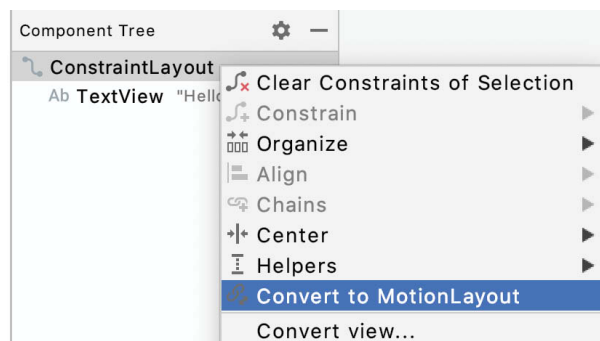 Component Tree
ConstraintLayout
Ab TextView "Hello
Clear Constraints of Selection
Constrain
Organize
Align
Chains
Center
Helpers
Convert to MotionLayout
Convert view...